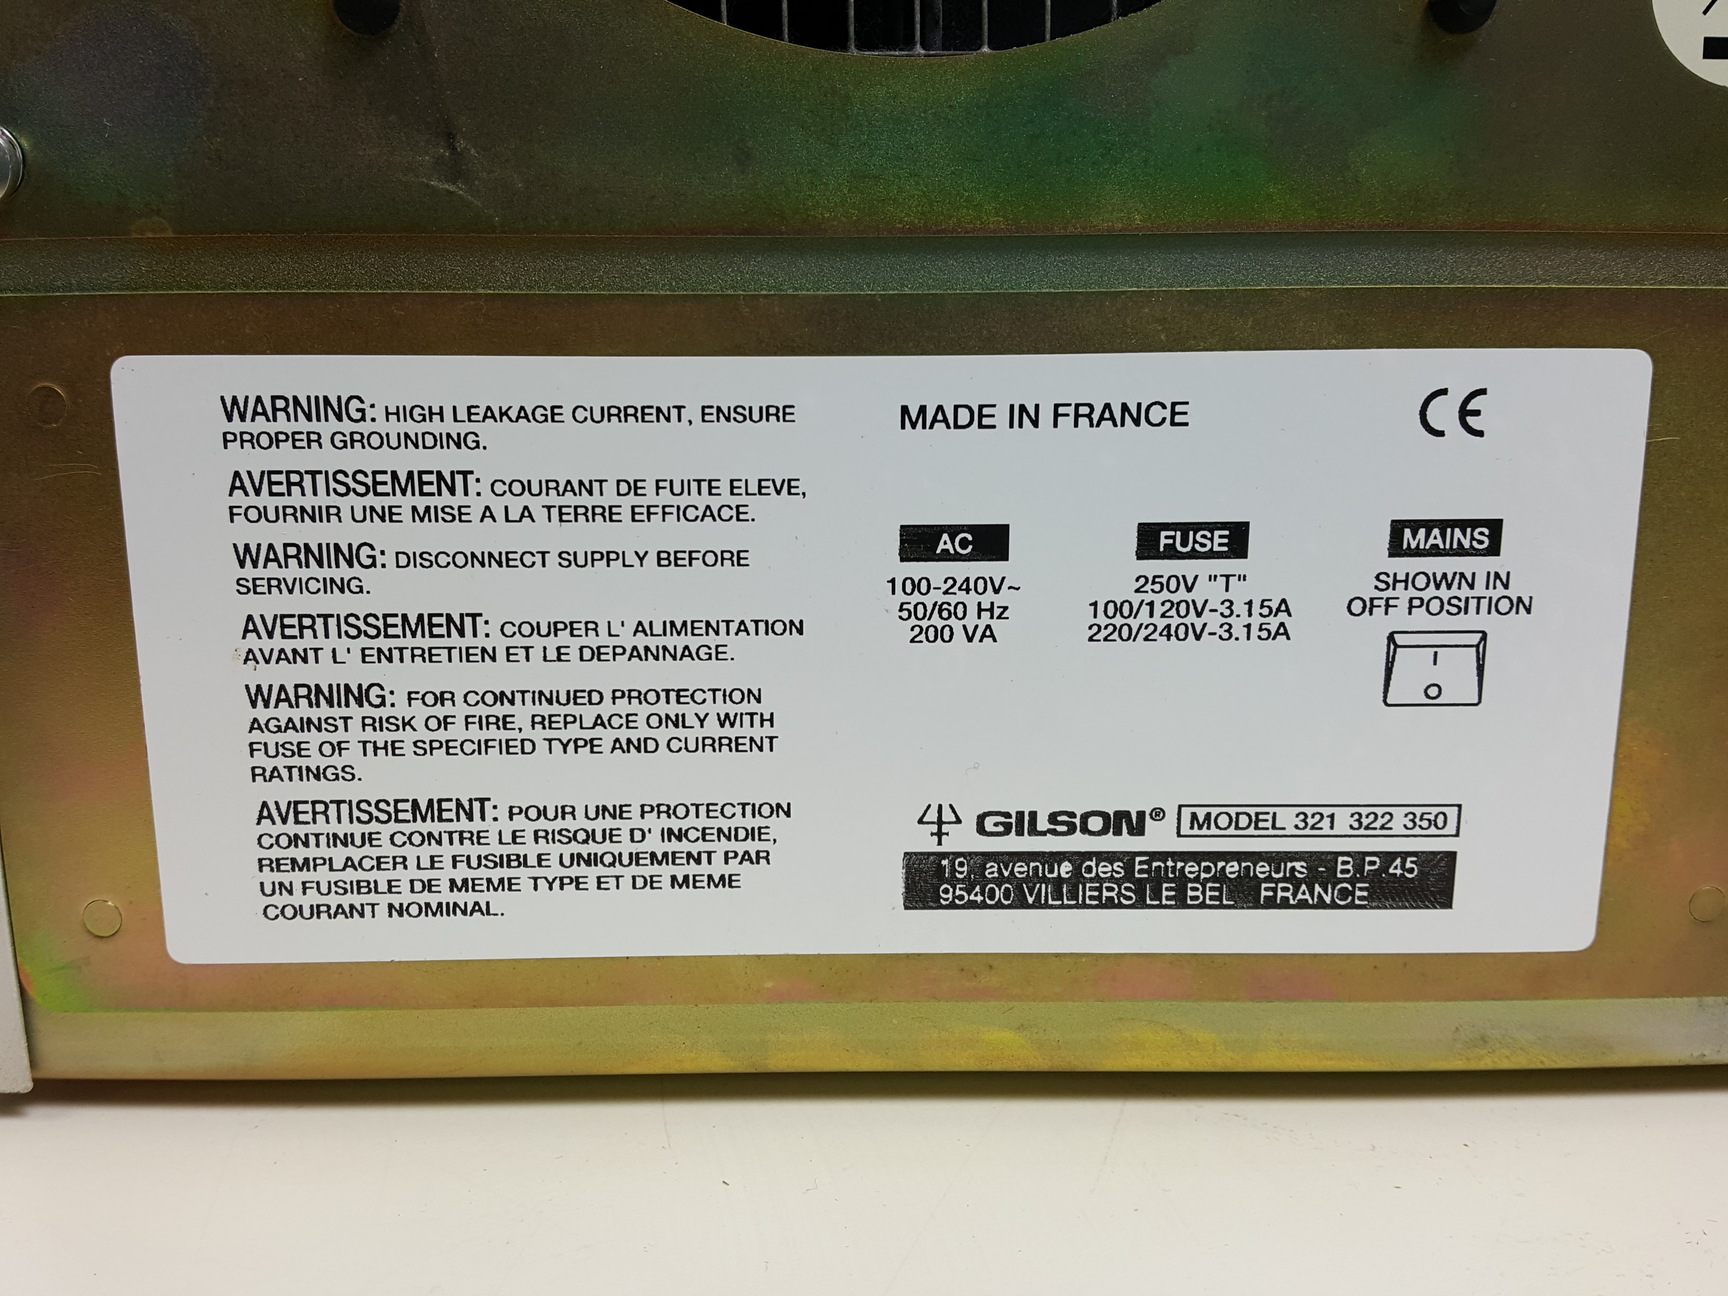 WARNING: HIGH LEAKAGE CURRENT, ENSURE
PROPER GROUNDING.
AVERTISSEMENT: COURANT DE FUITE ELEVE,
FOURNIR UNE MISE A LA TERRE EFFICACE.
WARNING: DISCONNECT SUPPLY BEFORE
SERVICING.
AVERTISSEMENT: COUPER L' ALIMENTATION
AVANT L' ENTRETIEN ET LE DEPANNAGE.
WARNING: FOR CONTINUED PROTECTION
AGAINST RISK OF FIRE, REPLACE ONLY WITH
FUSE OF THE SPECIFIED TYPE AND CURRENT
RATINGS.
AVERTISSEMENT: POUR UNE PROTECTION
CONTINUE CONTRE LE RISQUE D' INCENDIE,
REMPLACER LE FUSIBLE UNIQUEMENT PAR
UN FUSIBLE DE MEME TYPE ET DE MEME
COURANT NOMINAL.
MADE IN FRANCE
CE
AC
100-240V~
50/60 Hz
200 VA
FUSE
250V "T"
100/120V-3.15A
220/240V-3.15A
MAINS
SHOWN IN
OFF POSITION
I
O
GILSON® MODEL 321 322 350
19, avenue des Entrepreneurs - B.P.45
95400 VILLIERS LE BEL FRANCE